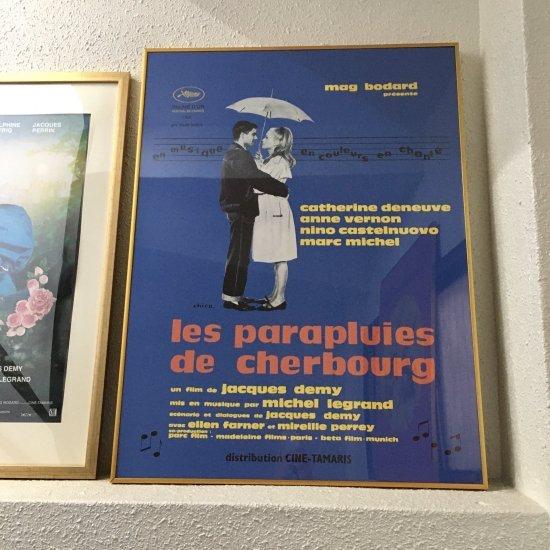 LPHINE
JACQUES
PERRIN
S DEMY
LEGRAND
mag bodard
présente
en musique en couleurs en chanté
catherine deneuve
anne vernon
nino castelnuovo
marc michel
les parapluies
de cherbourg
un film de jacques demy
mis en musique par michel legrand
scénario et dialogues de jacques demy
avec ellen farner et mireille perrey
co-production:
parc film - madeleine films-paris - beta film-munich
distribution CINE-TAMARIS